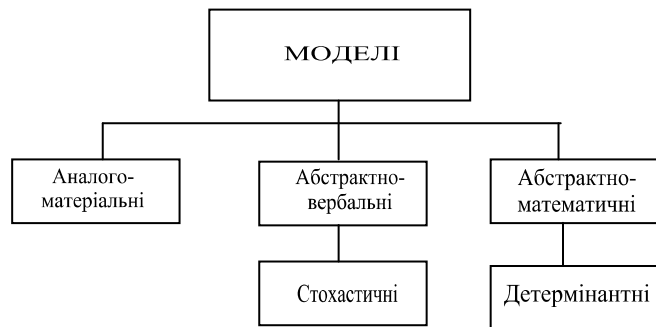 МОДЕЛІ
Аналого-
матеріальні
Абстрактно-
вербальні
Абстрактно-
математичні
Стохастичні
Детермінантні